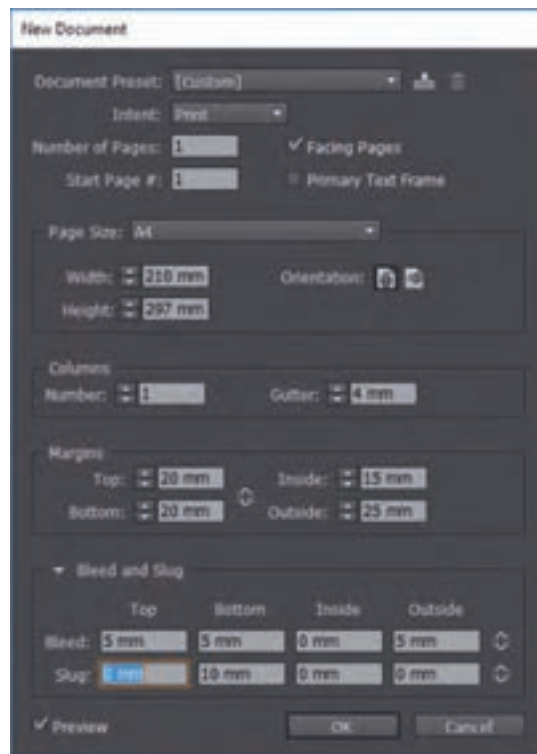 New Document
Document Preset: [Custom]
Intent: Print
Number of Pages: 1
Facing Pages
Start Page #: 1
Primary Text Frame
Page Size: A4
Width: 210 mm
Orientation:
Height: 297 mm
Columns
Number: 1
Gutter: 4 mm
Margins
Top: 20 mm
Inside: 15 mm
Bottom: 20 mm
Outside: 25 mm
Bleed and Slug
Top Bottom Inside Outside
Bleed: 5 mm 5 mm 0 mm 5 mm
Slug: mm 10 mm 0 mm 0 mm
Preview
OK
Cancel